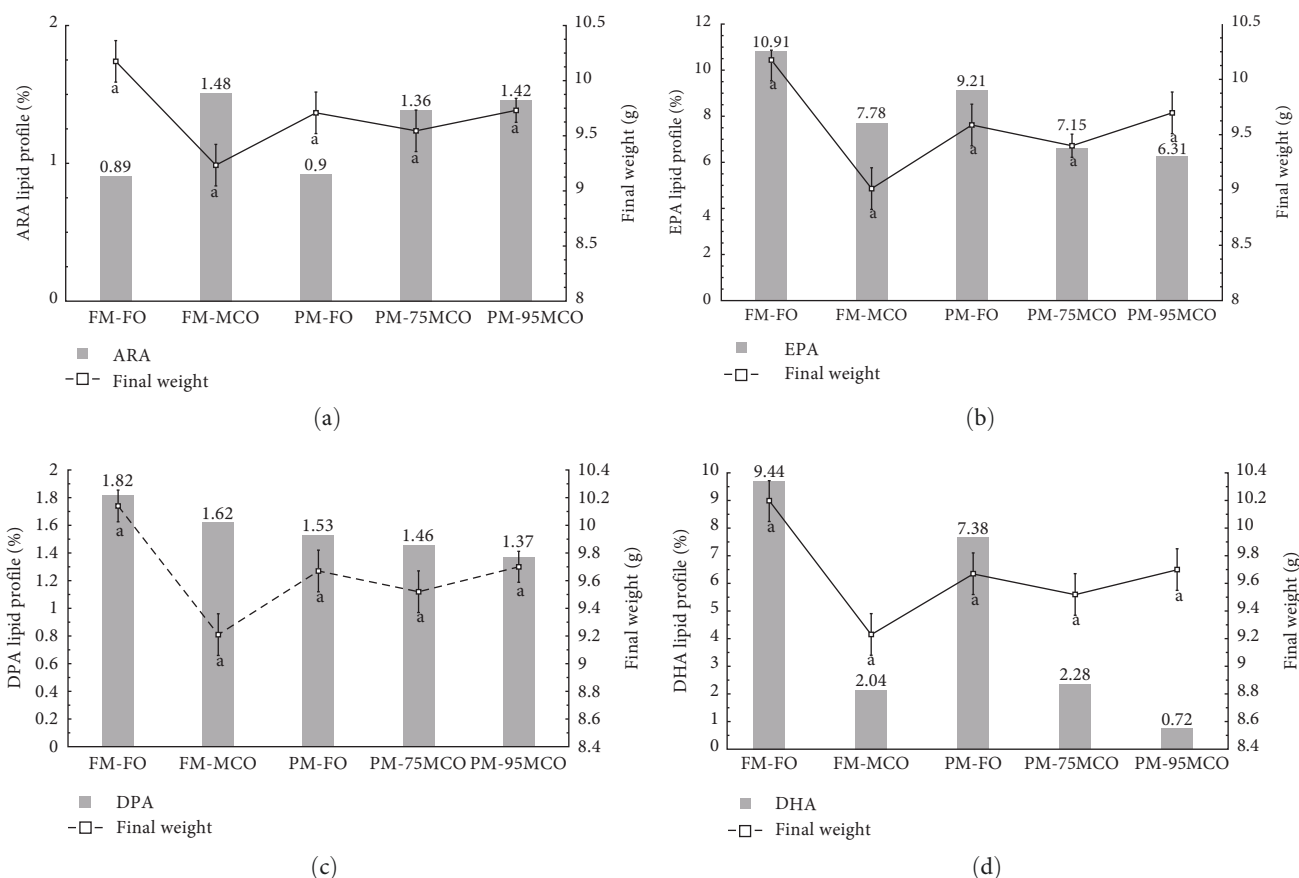 ARA lipid profile (%)
2
1
0
0.89
1.48
0.9
1.36
1.42
a
a
a
a
a
10.5
10
9.5
9
8.5
8
Final weight (g)
FM-FO FM-MCO PM-FO PM-75MCO PM-95MCO
ARA
Final weight
(a)
EPA lipid profile (%)
12
10
8
6
4
2
0
10.91
7.78
9.21
7.15
6.31
a
a
a
a
a
10.5
10
9.5
9
8.5
8
Final weight (g)
FM-FO FM-MCO PM-FO PM-75MCO PM-95MCO
EPA
Final weight
(b)
DPA lipid profile (%)
2
1.8
1.6
1.4
1.2
1
0.8
0.6
0.4
0.2
0
1.82
1.62
1.53
1.46
1.37
a
a
a
a
a
10.4
10.2
10
9.8
9.6
9.4
9.2
9
8.8
8.6
8.4
Final weight (g)
FM-FO FM-MCO PM-FO PM-75MCO PM-95MCO
DPA
Final weight
(c)
DHA lipid profile (%)
10
9
8
7
6
5
4
3
2
1
0
9.44
2.04
7.38
2.28
0.72
a
a
a
a
a
10.4
10.2
10
9.8
9.6
9.4
9.2
9
8.8
8.6
8.4
Final weight (g)
FM-FO FM-MCO PM-FO PM-75MCO PM-95MCO
DHA
Final weight
(d)